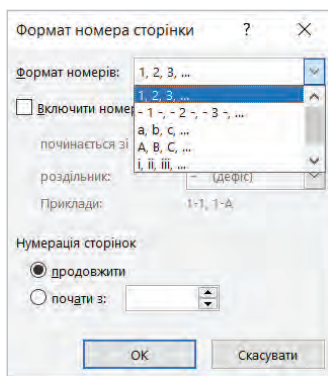 Формат номера сторінки ? ×
Формат номерів: 1, 2, 3, ...
1, 2, 3, ...
- 1 -, - 2 -, - 3 -, ...
a, b, c, ...
A, B, C, ...
i, ii, iii, ...
Включити номер
починається зі
роздільник: - (дефіс)
Приклади: 1-1, 1-A
Нумерація сторінок
продовжити
почати з:
ОК Скасувати